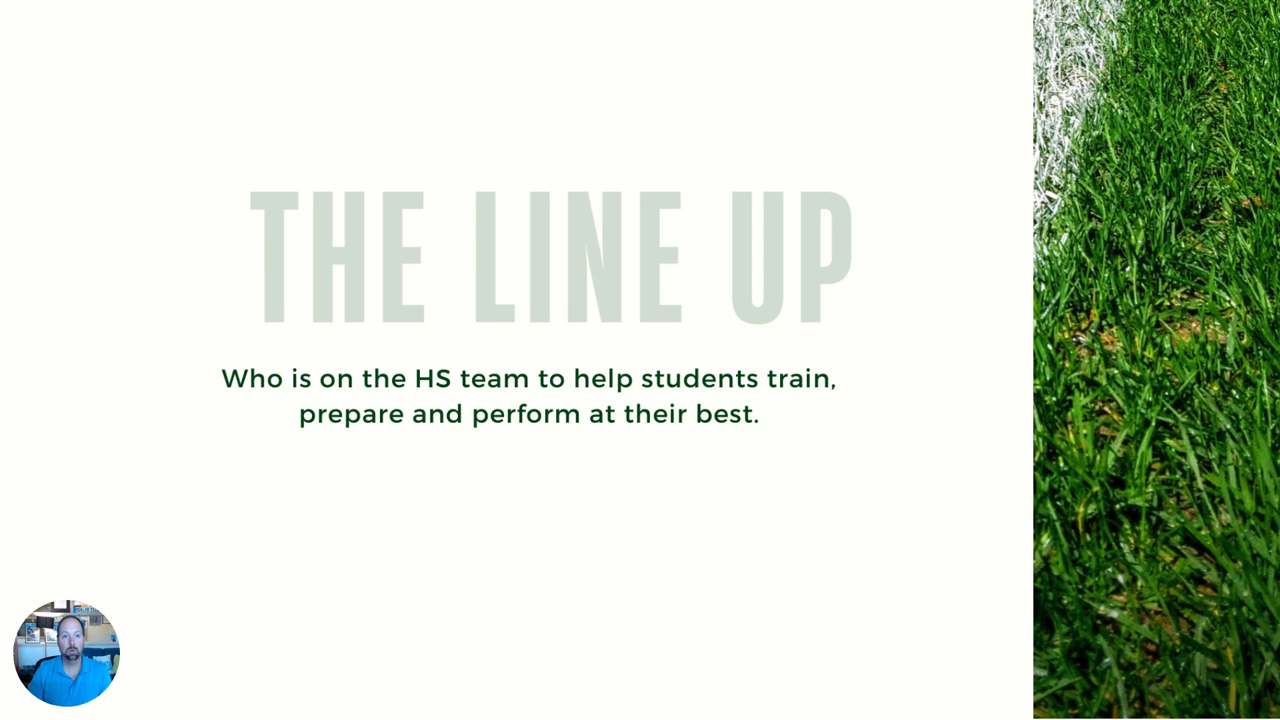 THE LINE UP
Who is on the HS team to help students train,
prepare and perform at their best.